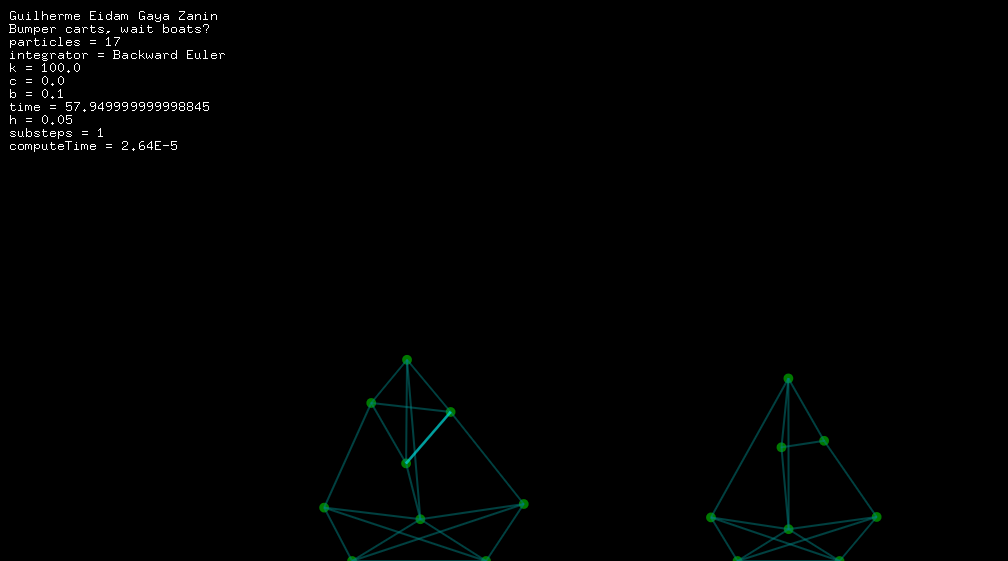 Guilherme Eidam Gaya Zanin
Bumper carts, wait boats?
particles = 17
integrator = Backward Euler
k = 100.0
c = 0.0
b = 0.1
time = 57.949999999998845
h = 0.05
substeps = 1
computeTime = 2.64E-5